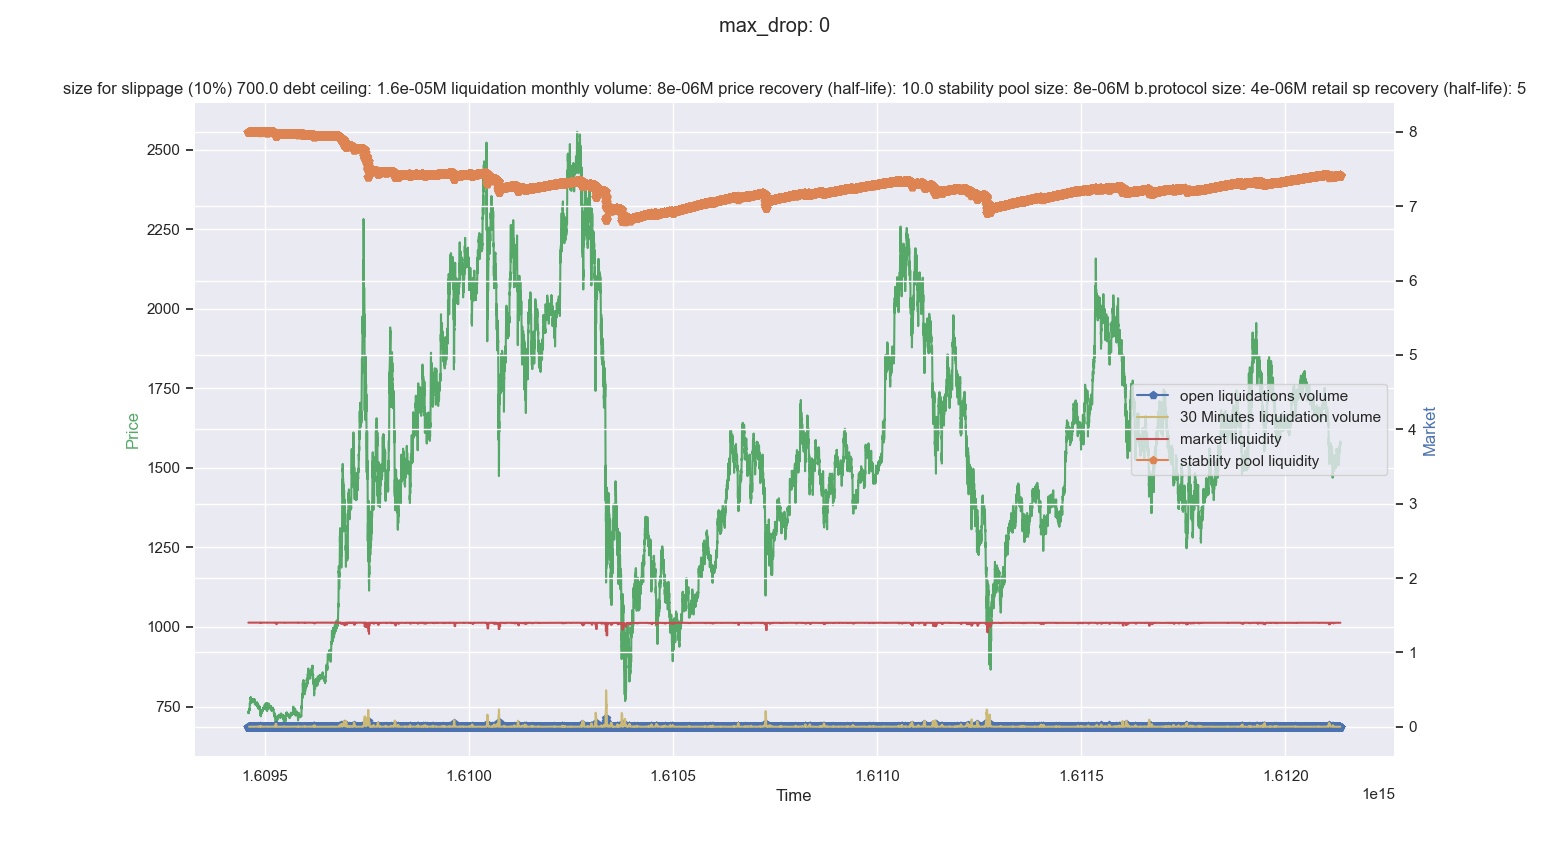 max_drop: 0
size for slippage (10%) 700.0 debt ceiling: 1.6e-05M liquidation monthly volume: 8e-06M price recovery (half-life): 10.0 stability pool size: 8e-06M b.protocol size: 4e-06M retail sp recovery (half-life): 5
2500
2250
2000
1750
1500
1250
1000
750
Price
8
7
6
5
4
3
2
1
0
Market
open liquidations volume
30 Minutes liquidation volume
market liquidity
stability pool liquidity
1.6095
1.6100
1.6105
1.6110
1.6115
1.6120
Time
1e15